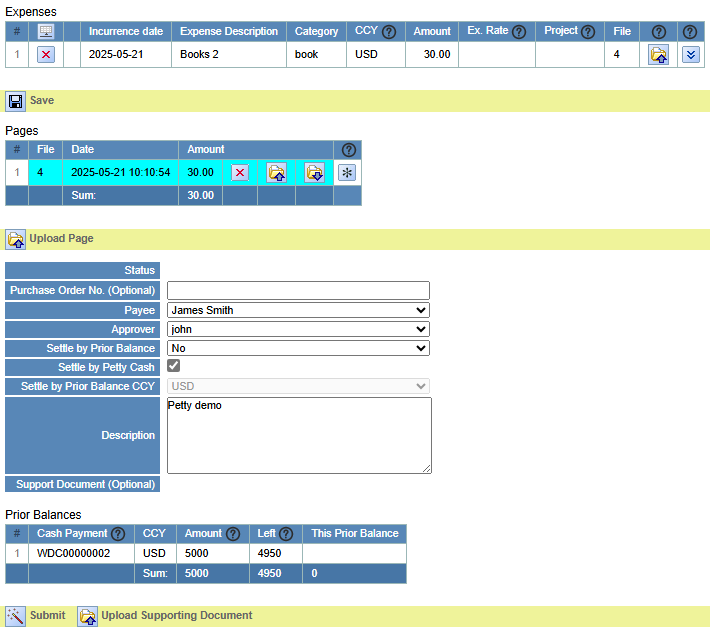 Expenses
# Incurrence date Expense Description Category CCY ? Amount Ex. Rate ? Project ? File ? ?
1 2025-05-21 Books 2 book USD 30.00 4
Save
Pages
# File Date Amount ?
1 4 2025-05-21 10:10:54 30.00
Sum: 30.00
Upload Page
Status
Purchase Order No. (Optional)
Payee James Smith
Approver john
Settle by Prior Balance No
Settle by Petty Cash
Settle by Prior Balance CCY USD
Description Petty demo
Support Document (Optional)
Prior Balances
# Cash Payment ? CCY Amount ? Left ? This Prior Balance
1 WDC00000002 USD 5000 4950
Sum: 5000 4950 0
Submit Upload Supporting Document